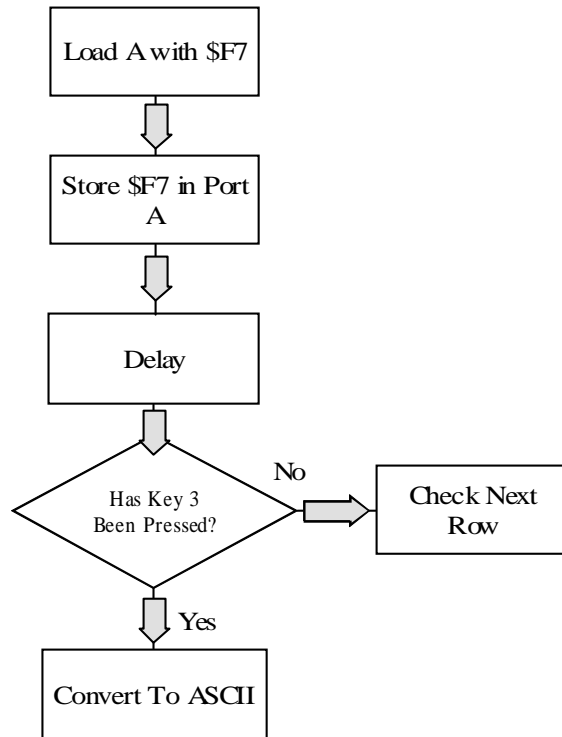 Load A with $F7
Store $F7 in Port
A
Delay
Has Key 3
Been Pressed?
No
Check Next
Row
Yes
Convert To ASCII